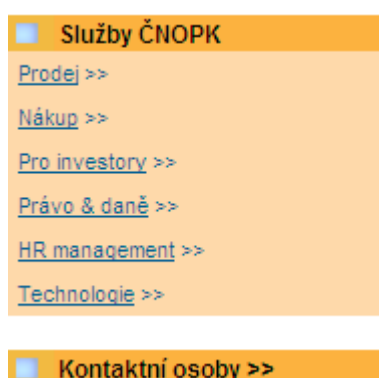 Služby ČNOPK
Prodej >>
Nákup >>
Pro investory >>
Právo & daně >>
HR management >>
Technologie >>
Kontaktní osoby >>